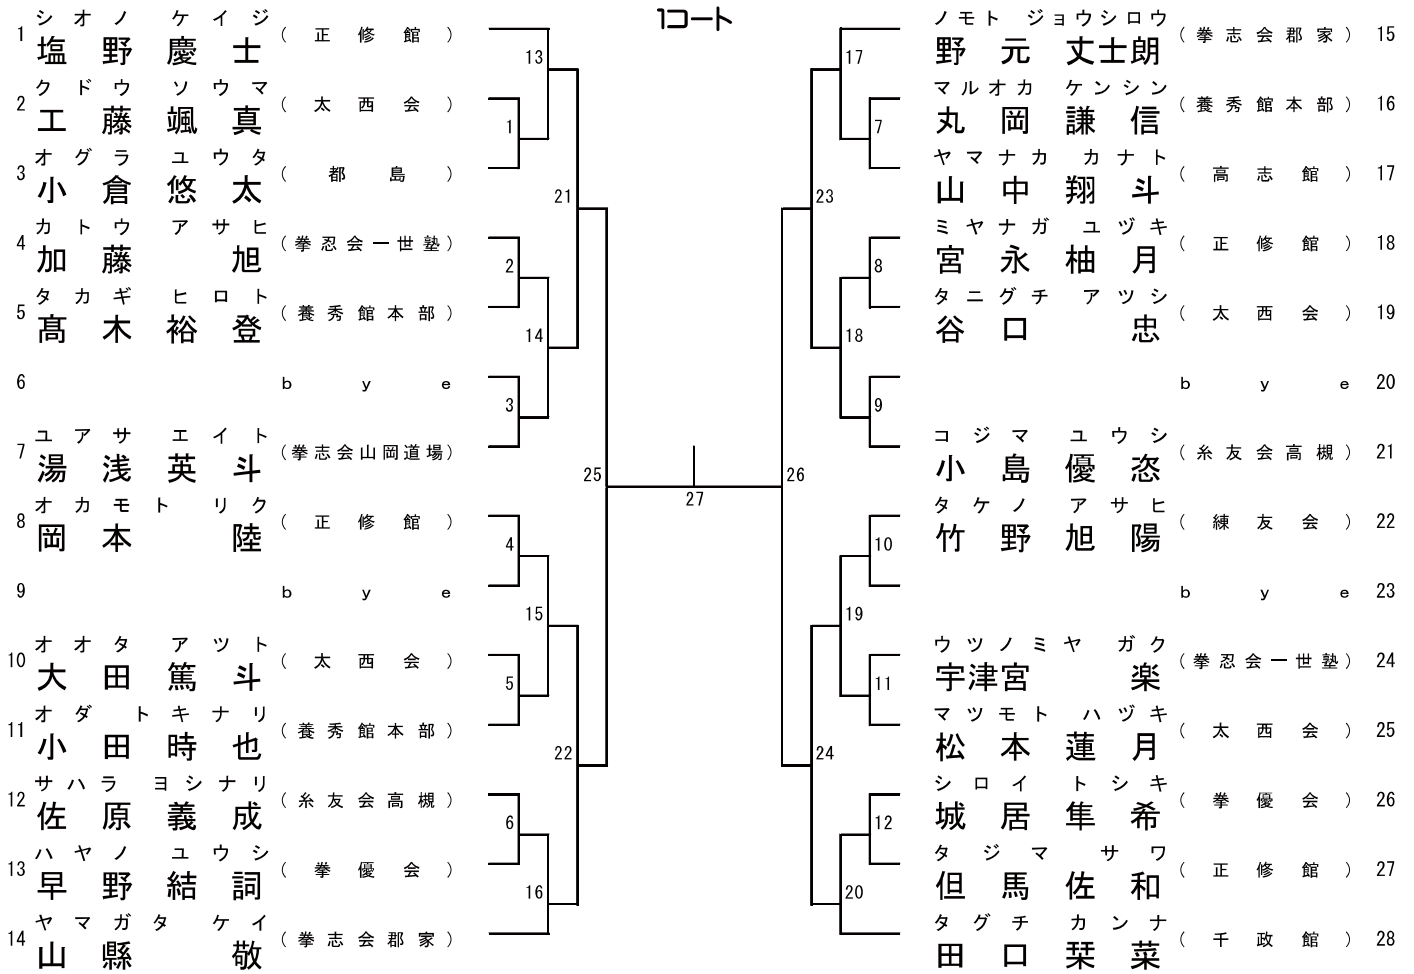 1コート
シオノ ケイジ
1 塩野慶士 (正修館)
クドウ ソウマ
2 工藤颯真 (太西会)
オグラ ユウタ
3 小倉悠太 (都島)
カトウ アサヒ
4 加藤 旭 (拳忍会一世塾)
タカギ ヒロト
5 髙木裕登 (養秀館本部)
6 bye
ユアサ エイト
7 湯浅英斗 (拳志会山岡道場)
オカモト リク
8 岡本 陸 (正修館)
9 bye
オオタ アツト
10 大田篤斗 (太西会)
オダ トキナリ
11 小田時也 (養秀館本部)
サハラ ヨシナリ
12 佐原義成 (糸友会高槻)
ハヤノ ユウシ
13 早野結詞 (拳優会)
ヤマガタ ケイ
14 山縣 敬 (拳志会郡家)
13
1
21
2
14
3
25
4
15
5
22
6
16
27
17
7
23
8
18
9
26
10
19
11
24
12
20
ノモト ジョウシロウ
野元 丈士朗 (拳志会郡家) 15
マルオカ ケンシン
丸岡謙信 (養秀館本部) 16
ヤマナカ カナト
山中翔斗 (高志館) 17
ミヤナガ ユヅキ
宮永柚月 (正修館) 18
タニグチ アツシ
谷口 忠 (太西会) 19
bye 20
コジマ ユウシ
小島優恣 (糸友会高槻) 21
タケノ アサヒ
竹野旭陽 (練友会) 22
bye 23
ウツノミヤ ガク
宇津宮 楽 (拳忍会一世塾) 24
マツモト ハヅキ
松本蓮月 (太西会) 25
シロイ トシキ
城居隼希 (拳優会) 26
タジマ サワ
但馬佐和 (正修館) 27
タグチ カンナ
田口栞菜 (千政館) 28